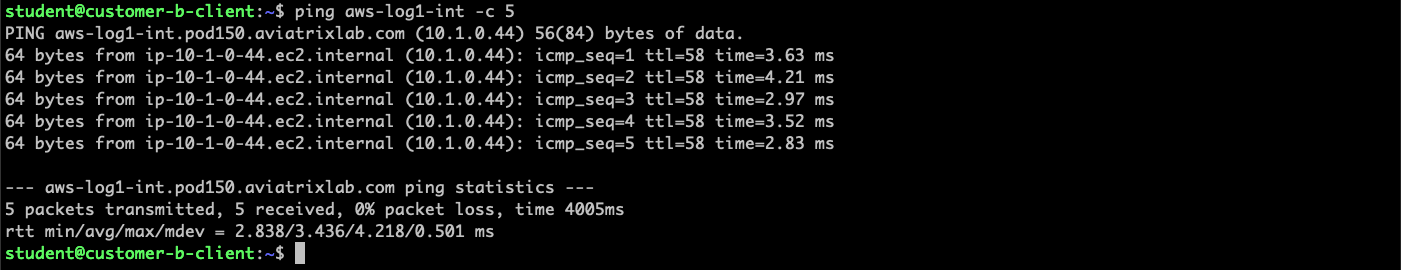 student@customer-b-client:~$ ping aws-log1-int -c 5
PING aws-log1-int.pod150.aviatrixlab.com (10.1.0.44) 56(84) bytes of data.
64 bytes from ip-10-1-0-44.ec2.internal (10.1.0.44): icmp_seq=1 ttl=58 time=3.63 ms
64 bytes from ip-10-1-0-44.ec2.internal (10.1.0.44): icmp_seq=2 ttl=58 time=4.21 ms
64 bytes from ip-10-1-0-44.ec2.internal (10.1.0.44): icmp_seq=3 ttl=58 time=2.97 ms
64 bytes from ip-10-1-0-44.ec2.internal (10.1.0.44): icmp_seq=4 ttl=58 time=3.52 ms
64 bytes from ip-10-1-0-44.ec2.internal (10.1.0.44): icmp_seq=5 ttl=58 time=2.83 ms
--- aws-log1-int.pod150.aviatrixlab.com ping statistics ---
5 packets transmitted, 5 received, 0% packet loss, time 4005ms
rtt min/avg/max/mdev = 2.838/3.436/4.218/0.501 ms
student@customer-b-client:~$